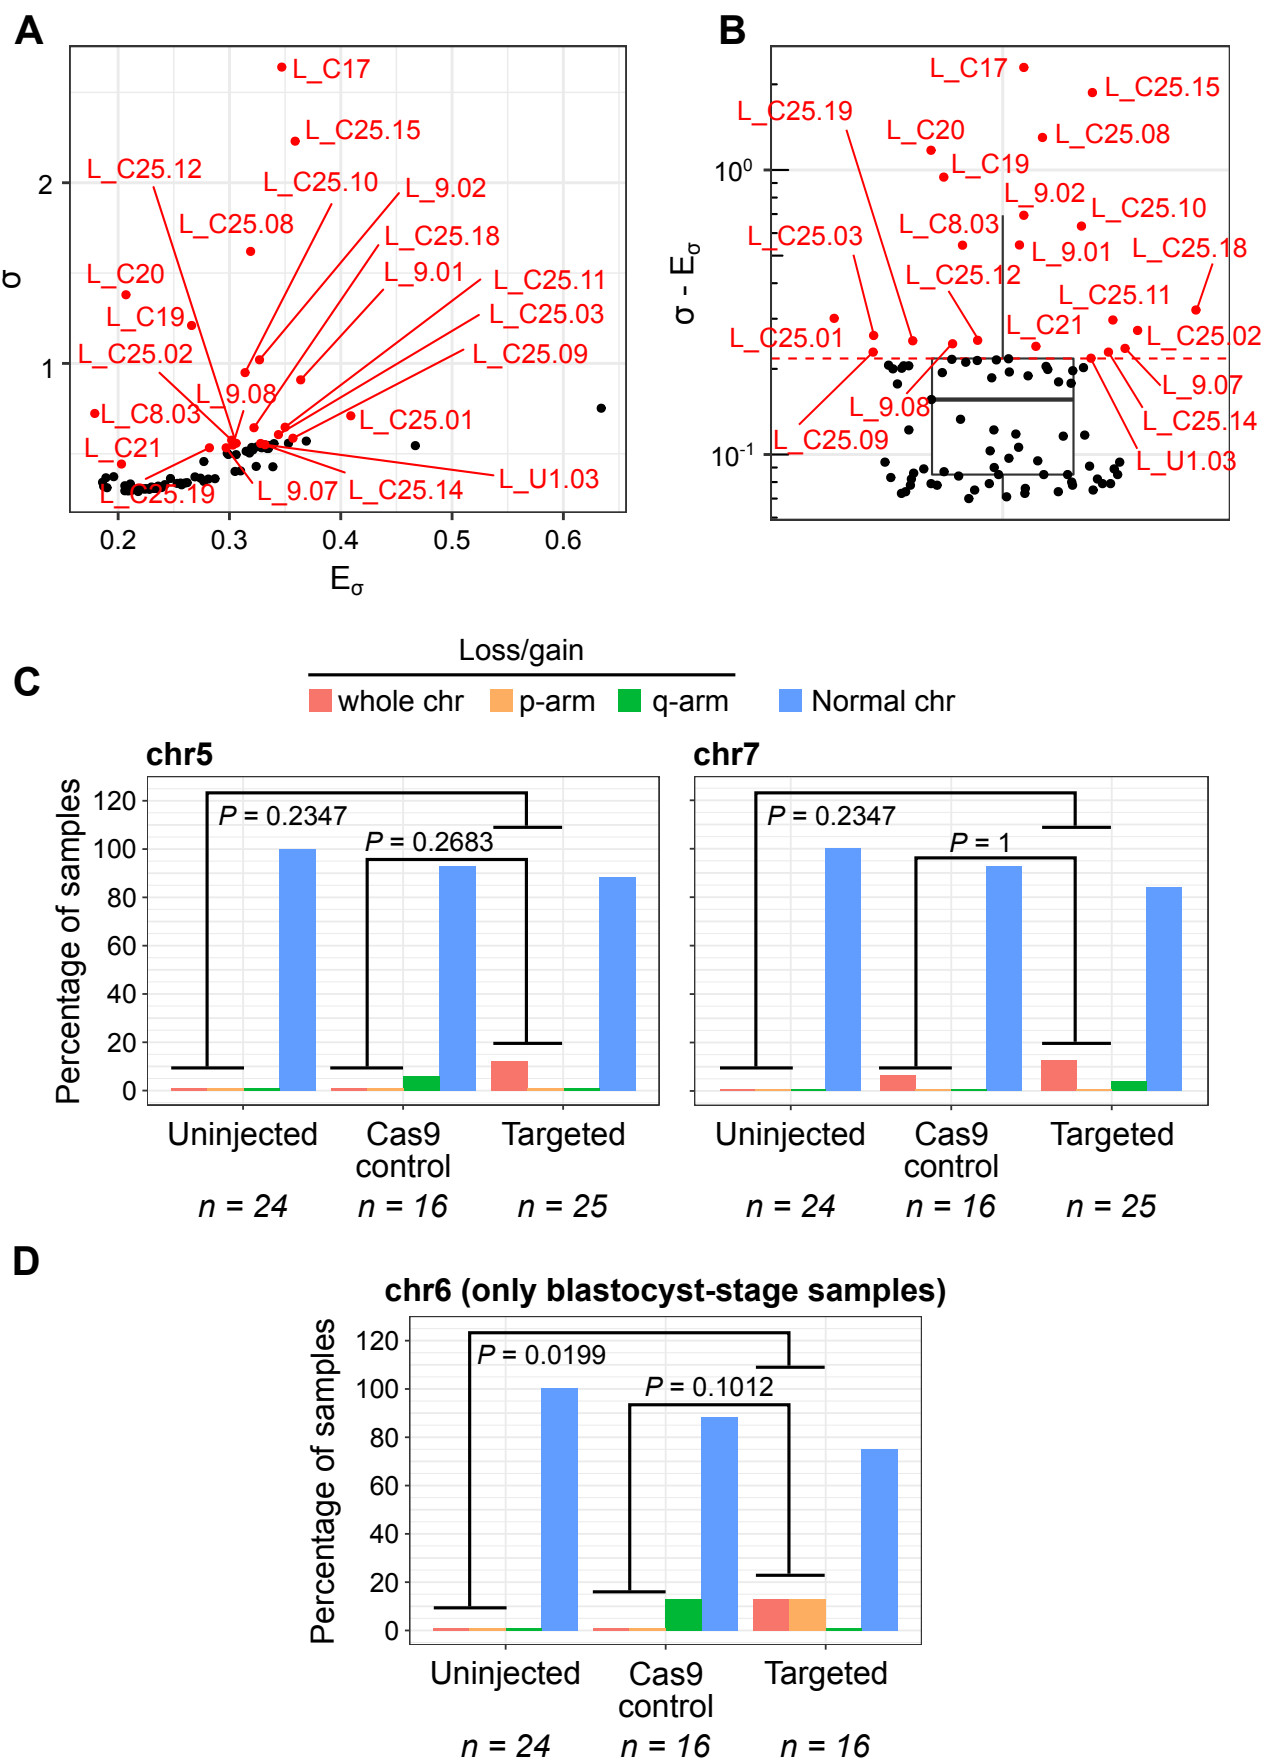 A
L_C17
L_C25.15
L_C25.12
L_C25.10
L_9.02
2
L_C25.08
L_C25.18
σ
L_C20
L_9.01
L_C25.11
L_C19
L_C25.03
L_C25.02
L_C25.09
1
L_9.08
L_C8.03
L_C25.01
L_C21
L_C25.19
L_9.07
L_C25.14
L_U1.03
0.2 0.3 0.4 0.5 0.6
Eσ
B
L_C17
L_C25.15
L_C25.19
L_C20
L_C25.08
L_C19
10⁰
L_9.02
L_C25.10
L_C8.03
L_C25.03
L_9.01
L_C25.18
L_C25.12
σ - Eσ
L_C25.11
L_C25.01
L_C21
L_C25.02
L_9.07
L_9.08
L_C25.14
L_C25.09
10⁻¹
L_U1.03
Loss/gain
C
whole chr p-arm q-arm Normal chr
chr5
chr7
Percentage of samples
120
100
80
60
40
20
0
P = 0.2347
P = 0.2683
P = 0.2347
P = 1
Uninjected Cas9 control Targeted
n = 24 n = 16 n = 25
Uninjected Cas9 control Targeted
n = 24 n = 16 n = 25
D
chr6 (only blastocyst-stage samples)
Percentage of samples
120
100
80
60
40
20
0
P = 0.0199
P = 0.1012
Uninjected Cas9 control Targeted
n = 24 n = 16 n = 16